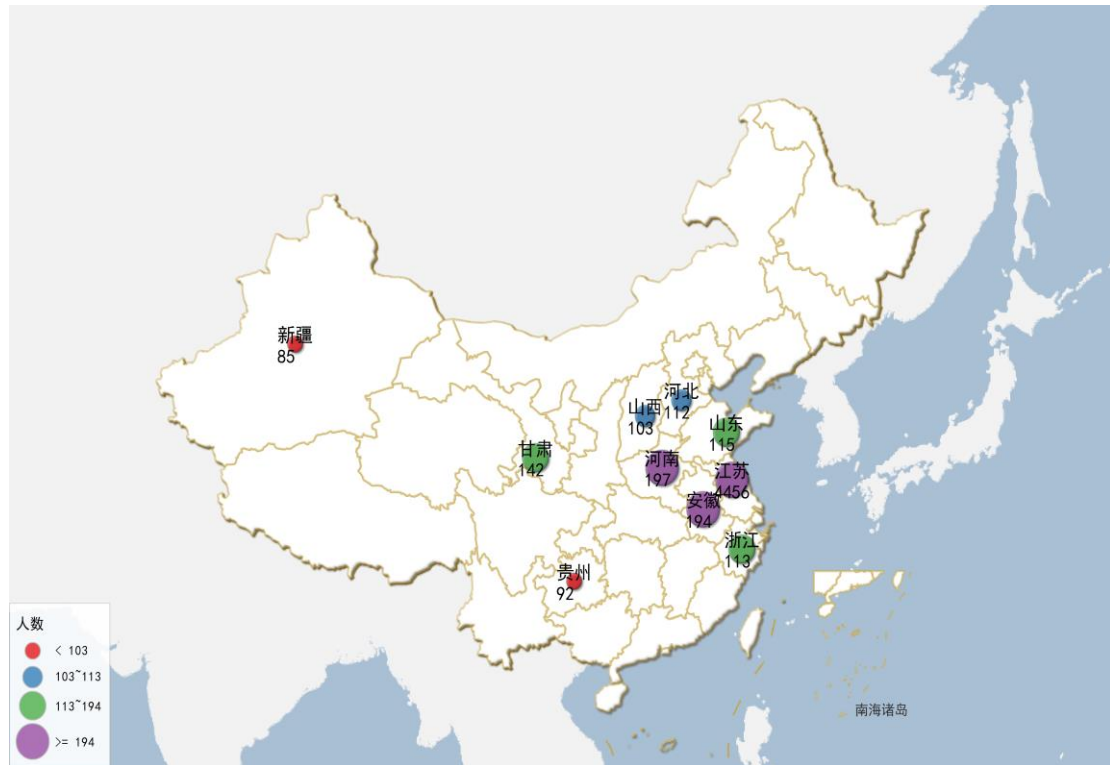 新疆
85
河北
112
山西
103
山东
115
甘肃
142
河南
197
江苏
4456
安徽
194
浙江
113
贵州
92
南海诸岛
人数
< 103
103~113
113~194
>= 194